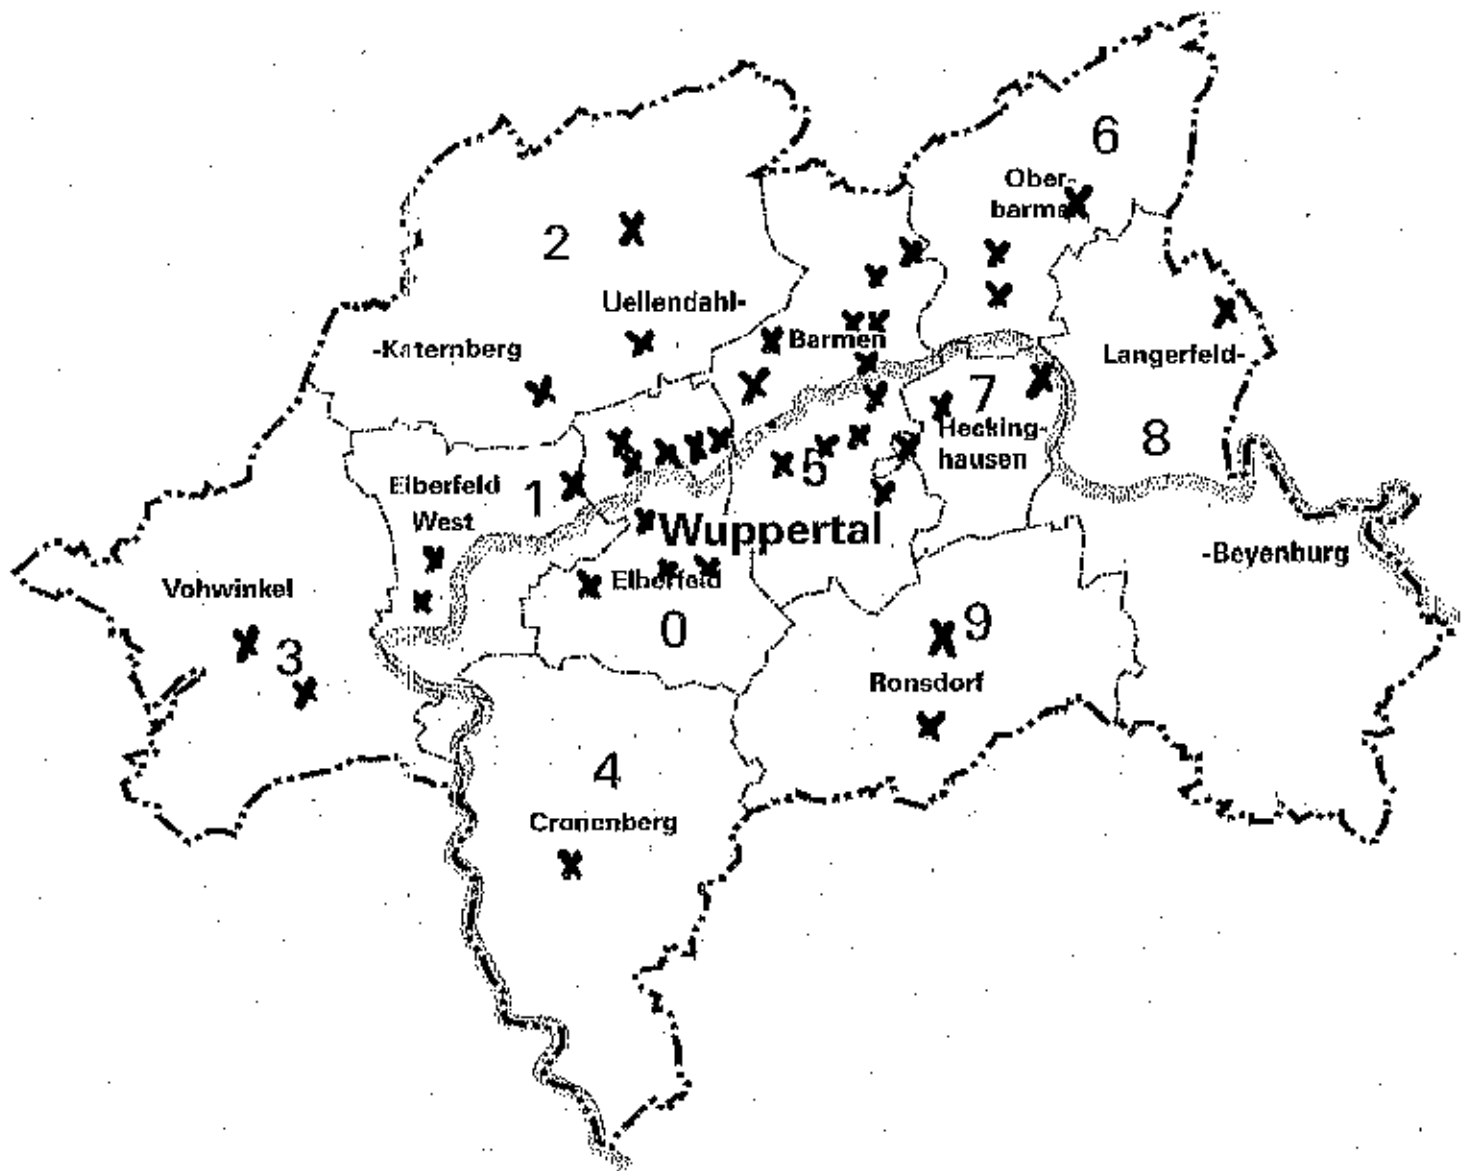 6
Ober-
barme
2
Uellendahl-
-Katernberg
Barmen
Langerfeld-
7
Hecking-
hausen
8
Elberfeld
West
1
5
Wuppertal
-Beyenburg
Vohwinkel
Elberfeld
0
9
3
Ronsdorf
4
Cronenberg